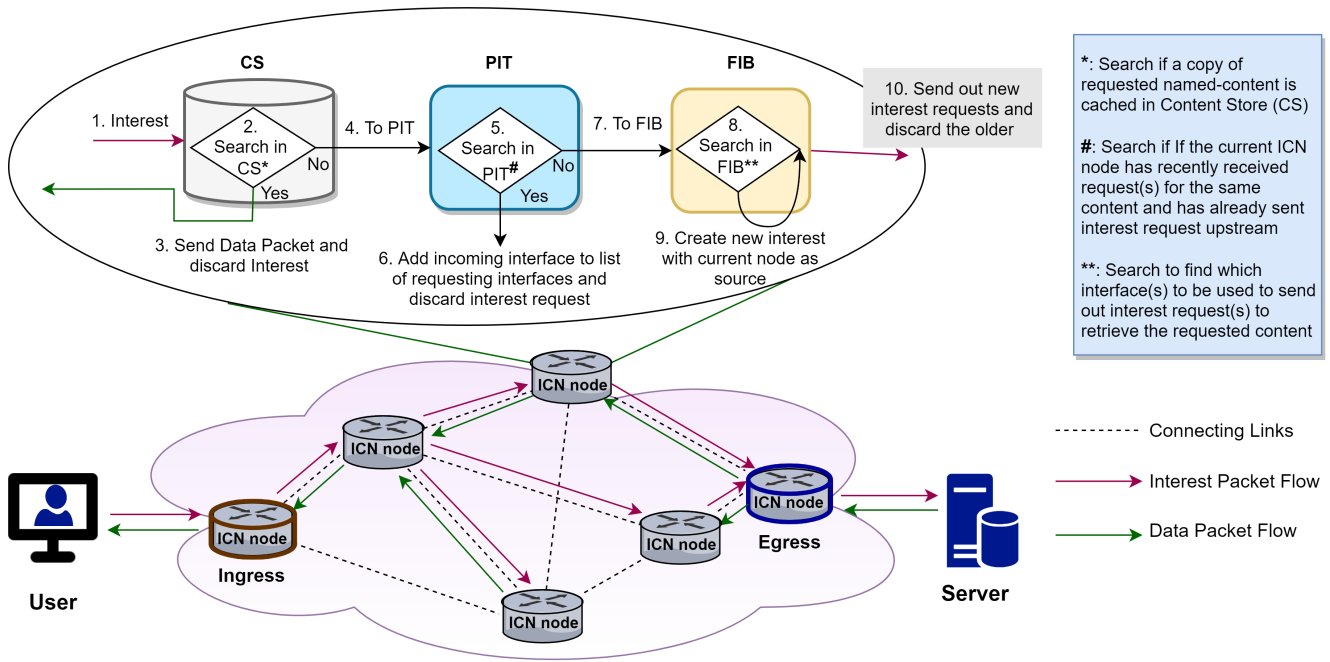 CS
PIT
FIB
1. Interest
2.
Search in
CS*
No
Yes
3. Send Data Packet and
discard Interest
4. To PIT
5.
Search in
PIT#
No
Yes
6. Add incoming interface to list
of requesting interfaces and
discard interest request
7. To FIB
8.
Search in
FIB**
9. Create new interest
with current node as
source
10. Send out new
interest requests and
discard the older
*: Search if a copy of
requested named-content is
cached in Content Store (CS)
#: Search if If the current ICN
node has recently received
request(s) for the same
content and has already sent
interest request upstream
**: Search to find which
interface(s) to be used to send
out interest request(s) to
retrieve the requested content
ICN node
ICN node
ICN node
ICN node
ICN node
ICN node
Ingress
Egress
User
Server
Connecting Links
Interest Packet Flow
Data Packet Flow